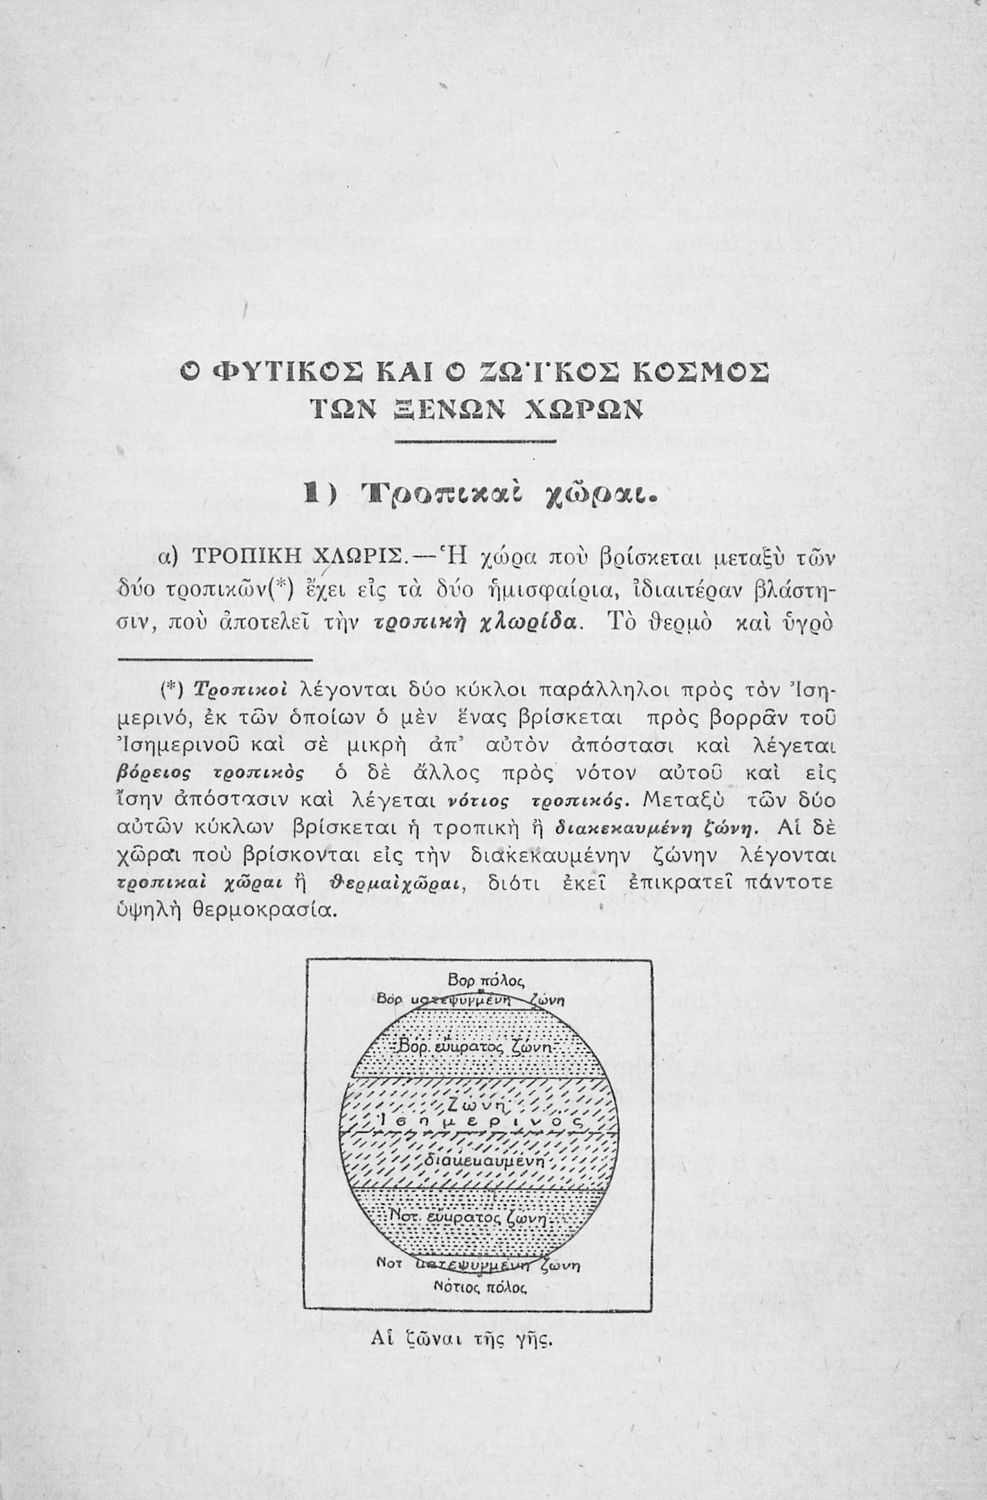 Ο ΦΥΤΙΚΟΣ ΚΑΙ Ο ΖΩ·Ι·ΚΟΣ ΚΟΣΜΟΣ
ΤΩΝ ΞΕΝΩΝ ΧΩΡΩΝ
1) Τροπικαὶ χῶραι.
α) ΤΡΟΠΙΚΗ ΧΛΩΡΙΣ.—Ἡ χώρα ποὺ βρίσκεται μεταξὺ τῶν
δύο τροπικῶν(*) ἔχει εἰς τὰ δύο ἡμισφαίρια, ἰδιαιτέραν βλάστη-
σιν, ποὺ ἀποτελεῖ τὴν τροπικὴ χλωρίδα. Τὸ θερμὸ καὶ ὑγρὸ
(*) Τροπικοὶ λέγονται δύο κύκλοι παράλληλοι πρὸς τὸν Ἰση-
μερινό, ἐκ τῶν ὁποίων ὁ μὲν ἕνας βρίσκεται πρὸς βορρᾶν τοῦ
Ἰσημερινοῦ καὶ σὲ μικρὴ ἀπ' αὐτὸν ἀπόστασι καὶ λέγεται
βόρειος τροπικὸς ὁ δὲ ἄλλος πρὸς νότον αὐτοῦ καὶ εἰς
ἴσην ἀπόστασιν καὶ λέγεται νότιος τροπικός. Μεταξὺ τῶν δύο
αὐτῶν κύκλων βρίσκεται ἡ τροπικὴ ἢ διακεκαυμένη ζώνη. Αἱ δὲ
χῶραι ποὺ βρίσκονται εἰς τὴν διακεκαυμένην ζώνην λέγονται
τροπικαὶ χῶραι ἢ θερμαὶχῶραι, διότι ἐκεῖ ἐπικρατεῖ πάντοτε
ὑψηλὴ θερμοκρασία.
Βορ πόλος
Βόρ κατεψυγμένη ζώνη
Βόρ. εὔκρατος ζώνη
Ζώνη
Ἰσημερινος
διακεκαυμένη
Νοτ. εὔκρατος ζώνη
Νοτ κατεψυγμένη ζώνη
Νότιος πόλος
Αἱ ζῶναι τῆς γῆς.